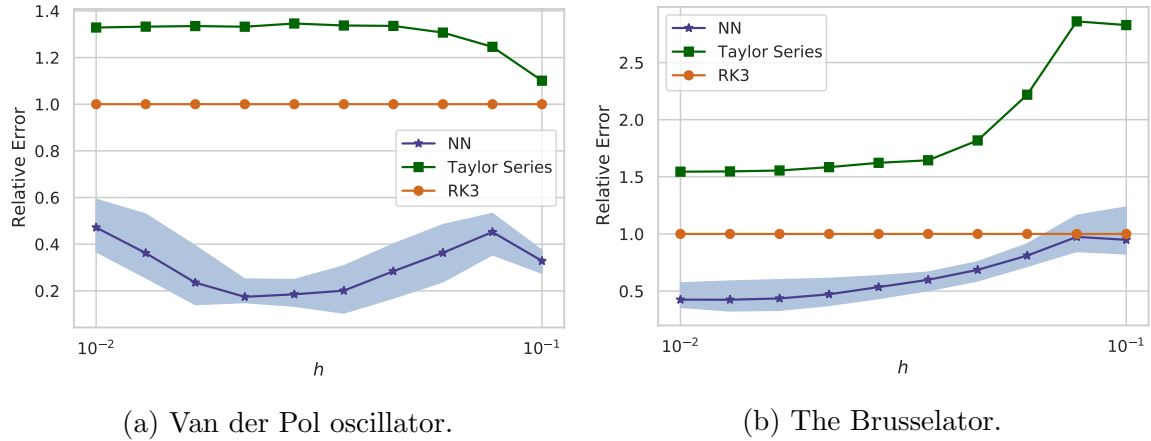 1.4
1.2
1.0
0.8
0.6
0.4
0.2
Relative Error
NN
Taylor Series
RK3
10⁻²
10⁻¹
h
(a) Van der Pol oscillator.
2.5
2.0
1.5
1.0
0.5
Relative Error
NN
Taylor Series
RK3
10⁻²
10⁻¹
h
(b) The Brusselator.